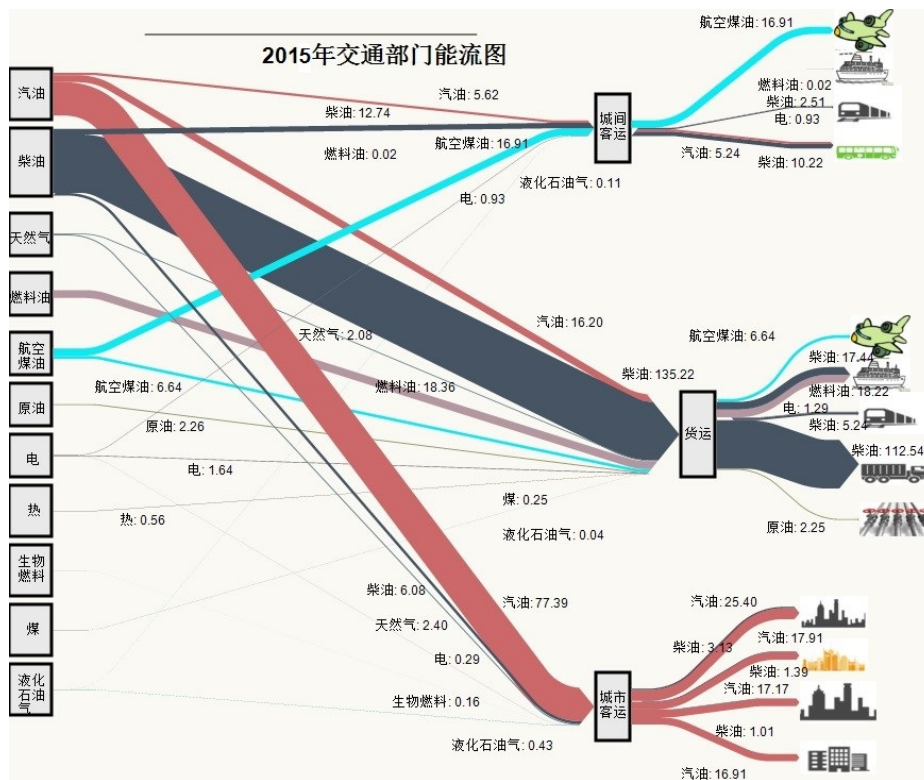 2015年交通部门能流图
汽油
柴油
天然气
燃料油
航空
煤油
原油
电
热
生物
燃料
煤
液化
石油
气
汽油: 5.62
柴油: 12.74
燃料油: 0.02
航空煤油: 16.91
电: 0.93
液化石油气: 0.11
城间
客运
航空煤油: 16.91
燃料油: 0.02
柴油: 2.51
电: 0.93
汽油: 5.24
柴油: 10.22
汽油: 16.20
天然气: 2.08
柴油: 135.22
燃料油: 18.36
航空煤油: 6.64
原油: 2.26
电: 1.64
热: 0.56
煤: 0.25
液化石油气: 0.04
货运
航空煤油: 6.64
柴油: 17.44
燃料油: 18.22
电: 1.29
柴油: 5.24
柴油: 112.54
原油: 2.25
汽油: 77.39
柴油: 6.08
天然气: 2.40
电: 0.29
生物燃料: 0.16
液化石油气: 0.43
城市
客运
汽油: 25.40
柴油: 3.13
汽油: 17.91
柴油: 1.39
汽油: 17.17
柴油: 1.01
汽油: 16.91